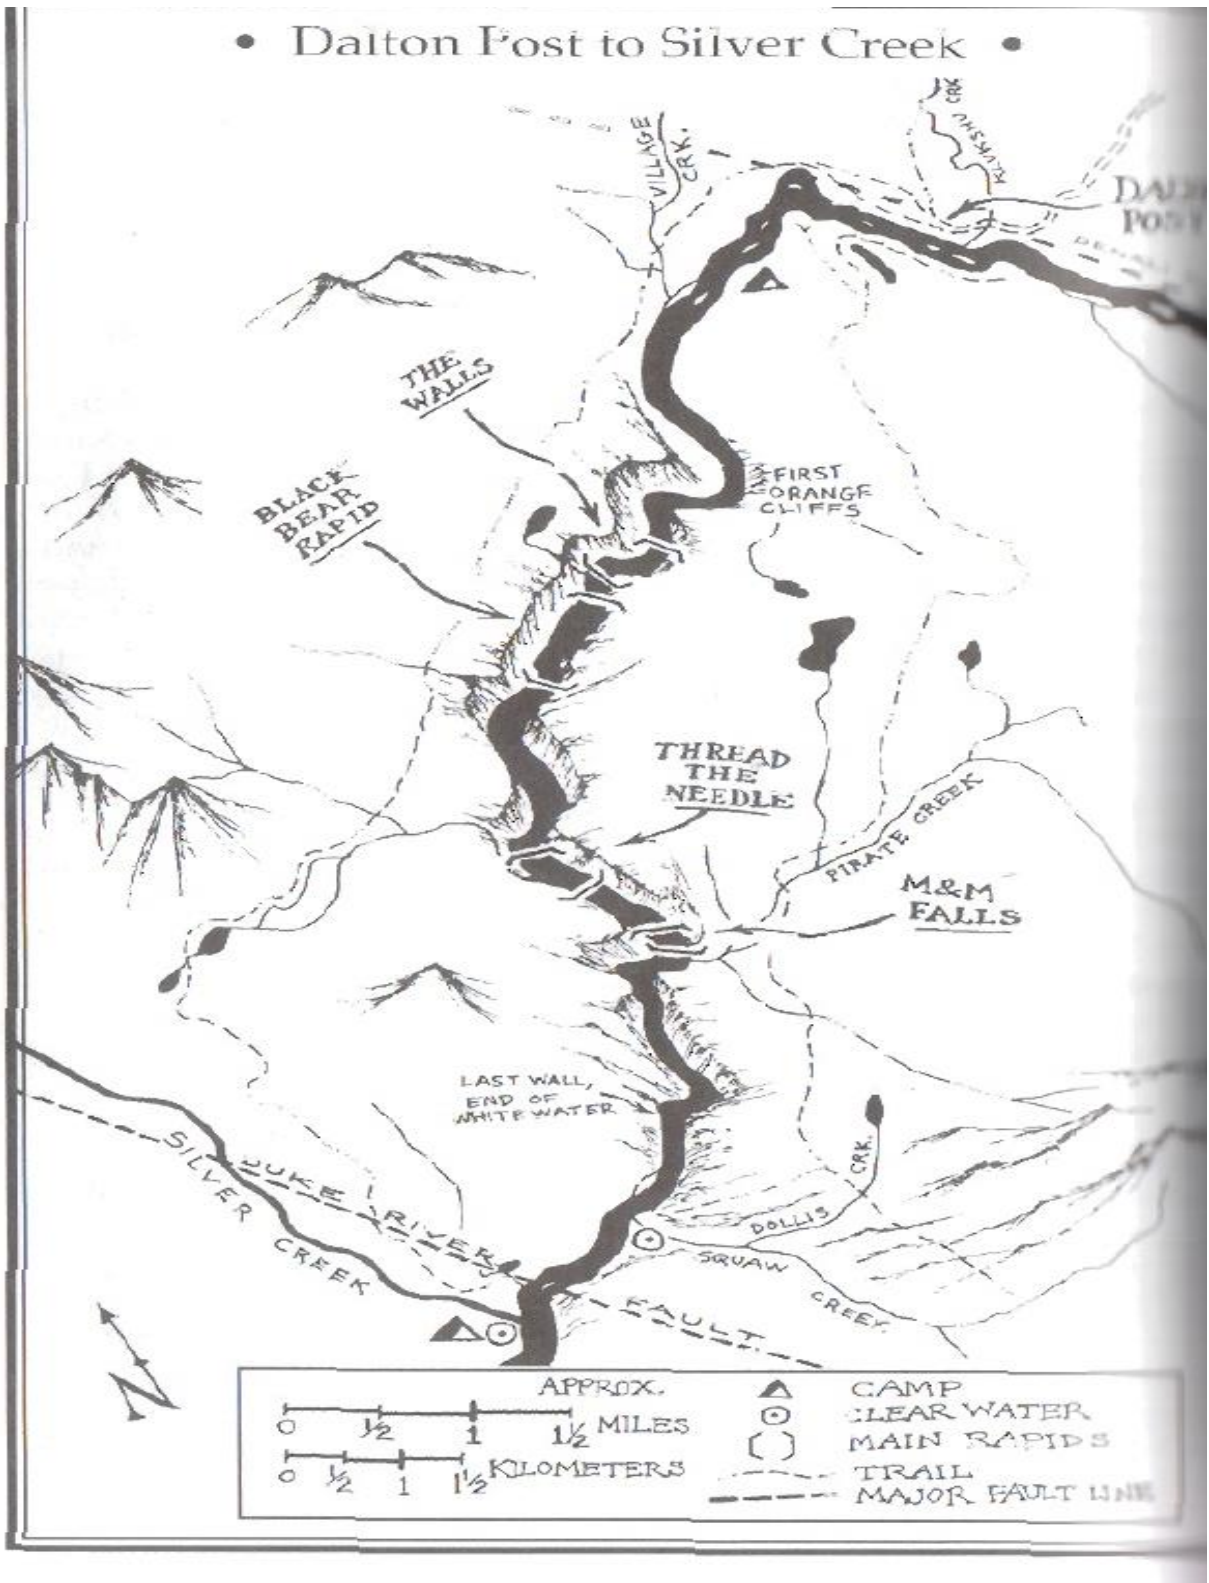 • Dalton Post to Silver Creek •
VILLAGE
CRK.
KLUKSHU
CRK
POST
THE
WALLS
BLACK
BEAR
RAPID
FIRST
ORANGE
CLIFFS
THREAD
THE
NEEDLE
PIRATE CREEK
M&M
FALLS
LAST WALL,
END OF
WHITEWATER
SILVER
CREEK
DUKE RIVER
FAULT
DOLLIS
CRK.
SQUAW
CREEK
N
APPROX.
0 ½ 1 1½ MILES
0 ½ 1 1½ KILOMETERS
CAMP
CLEAR WATER
MAIN RAPIDS
TRAIL
MAJOR FAULT LINE